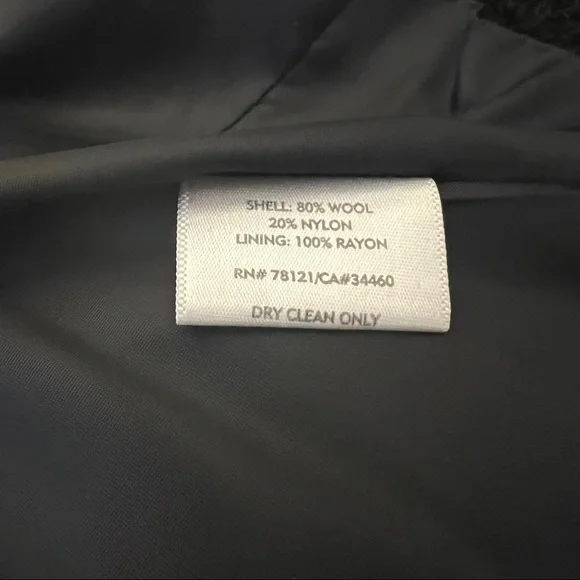 SHELL: 80% WOOL
20% NYLON
LINING: 100% RAYON
RN# 78121/CA#34460
DRY CLEAN ONLY